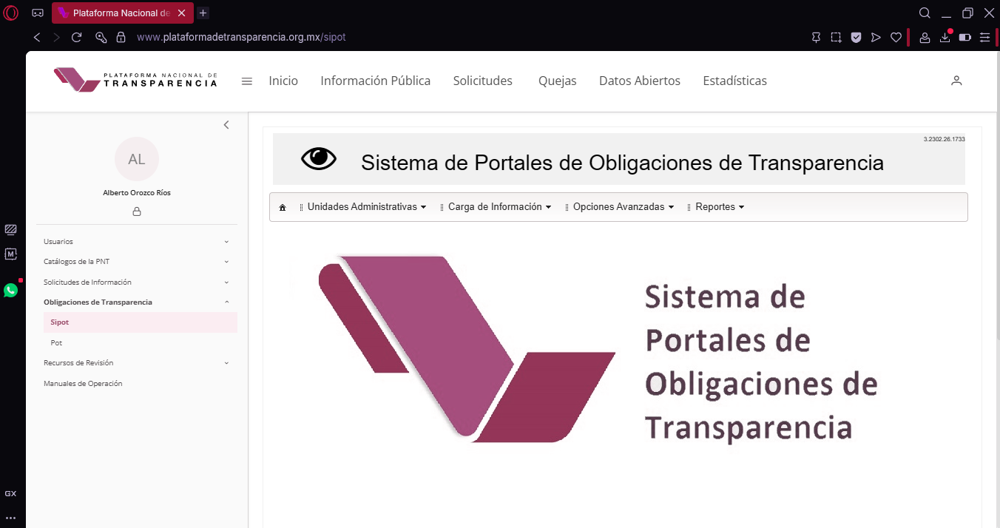 Plataforma Nacional de
www.plataformadetransparencia.org.mx/sipot
PLATAFORMA NACIONAL DE
TRANSPARENCIA
Inicio Información Pública Solicitudes Quejas Datos Abiertos Estadísticas
AL
Alberto Orozco Ríos
Usuarios
Catálogos de la PNT
Solicitudes de Información
Obligaciones de Transparencia
Sipot
Pot
Recursos de Revisión
Manuales de Operación
3.2302.26.1733
Sistema de Portales de Obligaciones de Transparencia
Unidades Administrativas Carga de Información Opciones Avanzadas Reportes
Sistema de
Portales de
Obligaciones de
Transparencia
M
GX